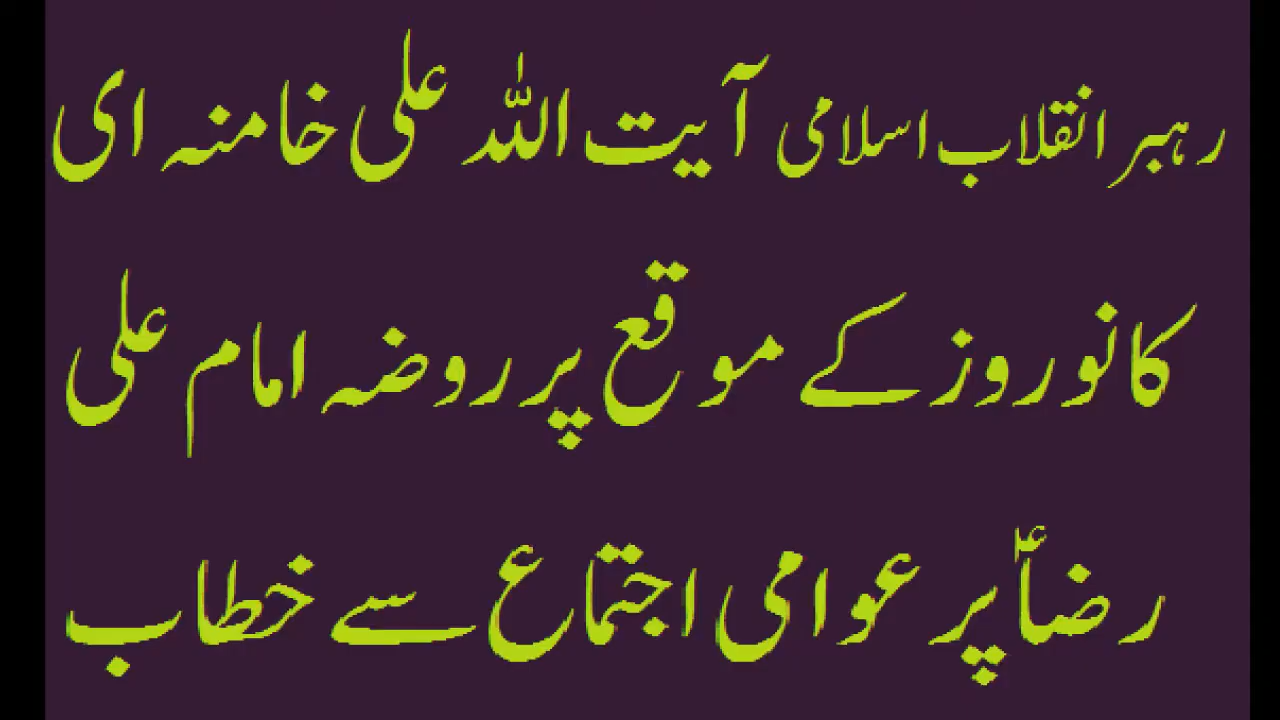 رہبر انقلاب اسلامی آیت اللہ علی خامنہ ای
کا نوروز کے موقع پر روضہ امام علی
رضاؑ پر عوامی اجتماع سے خطاب